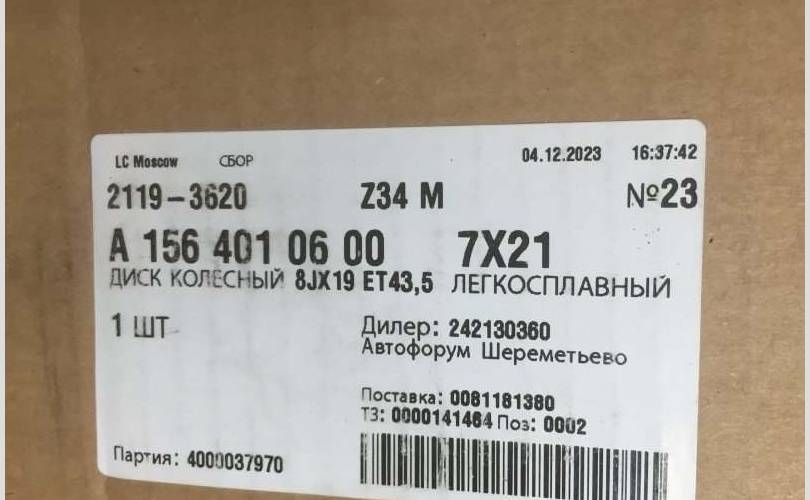 LC Moscow СБОР 04.12.2023 16:37:42
2119-3620 Z34 M №23
A 156 401 06 00 7X21
ДИСК КОЛЕСНЫЙ 8JX19 ET43,5 ЛЕГКОСПЛАВНЫЙ
1 ШТ
Дилер: 242130360
Автофорум Шереметьево
Поставка: 0081181380
ТЗ: 0000141464 Поз: 0002
Партия: 4000037970